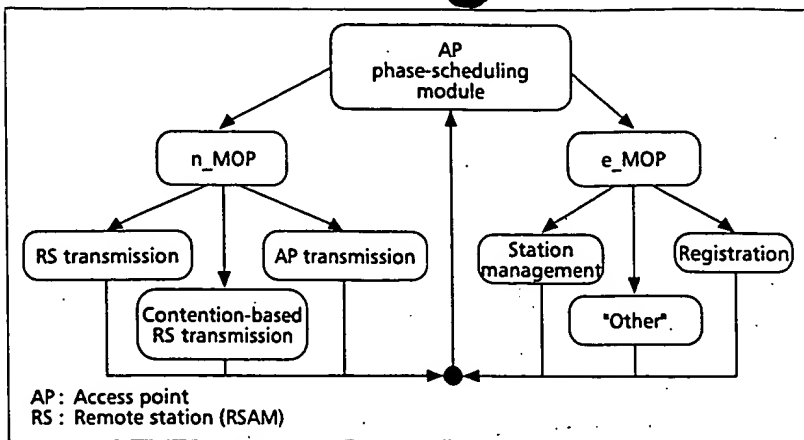 AP
phase-scheduling
module
n_MOP
e_MOP
RS transmission
AP transmission
Contention-based
RS transmission
Station
management
Registration
"Other"
AP : Access point
RS : Remote station (RSAM)